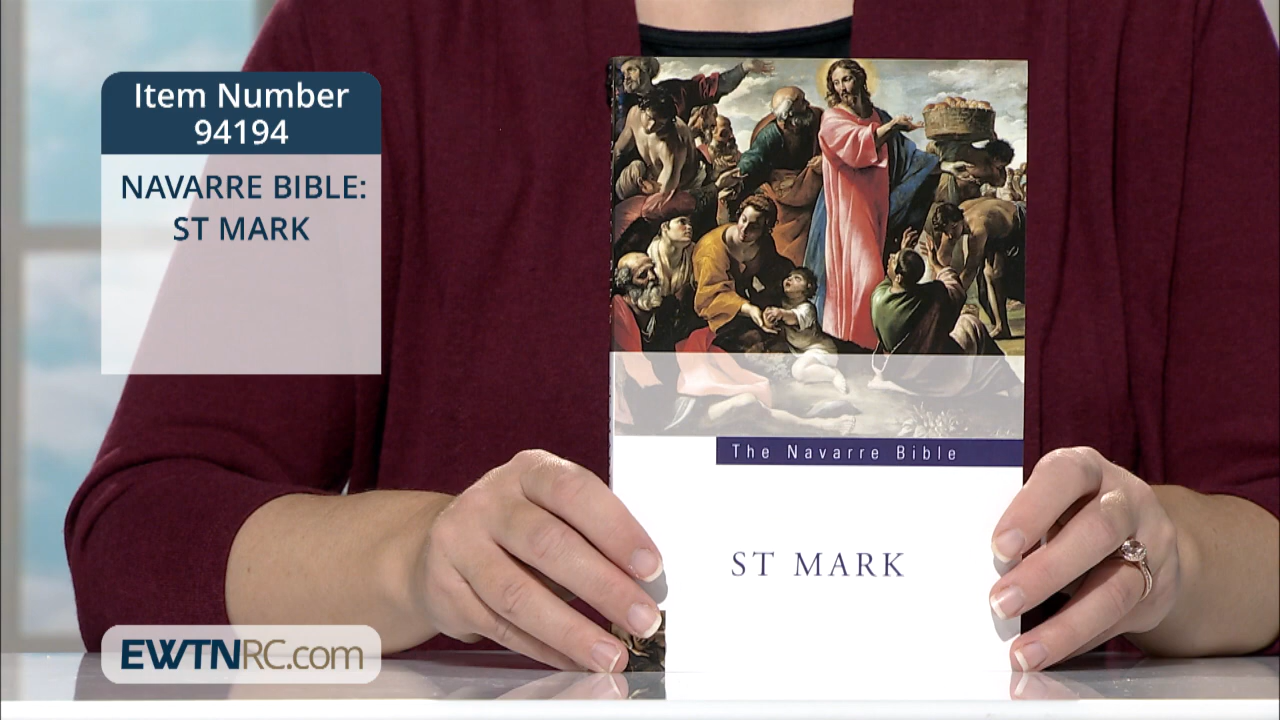 Item Number
94194
NAVARRE BIBLE:
ST MARK
The Navarre Bible
ST MARK
EWTNRC.com